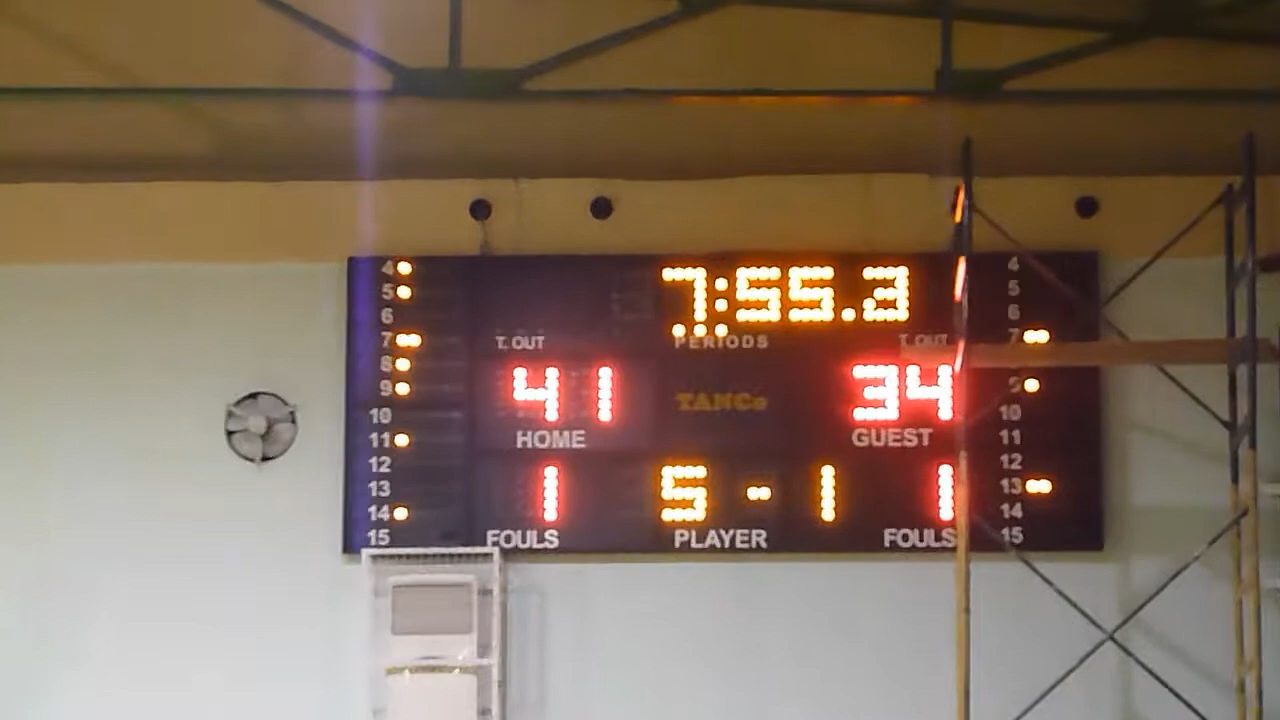 4 7:55.3 4
5 5
6 6
7 T. OUT PERIODS T. OUT 7
8 41 TAMCo 34
9 9
10 HOME GUEST 10
11 11
12 1 5 - 1 1 12
13 13
14 14
15 FOULS PLAYER FOULS 15